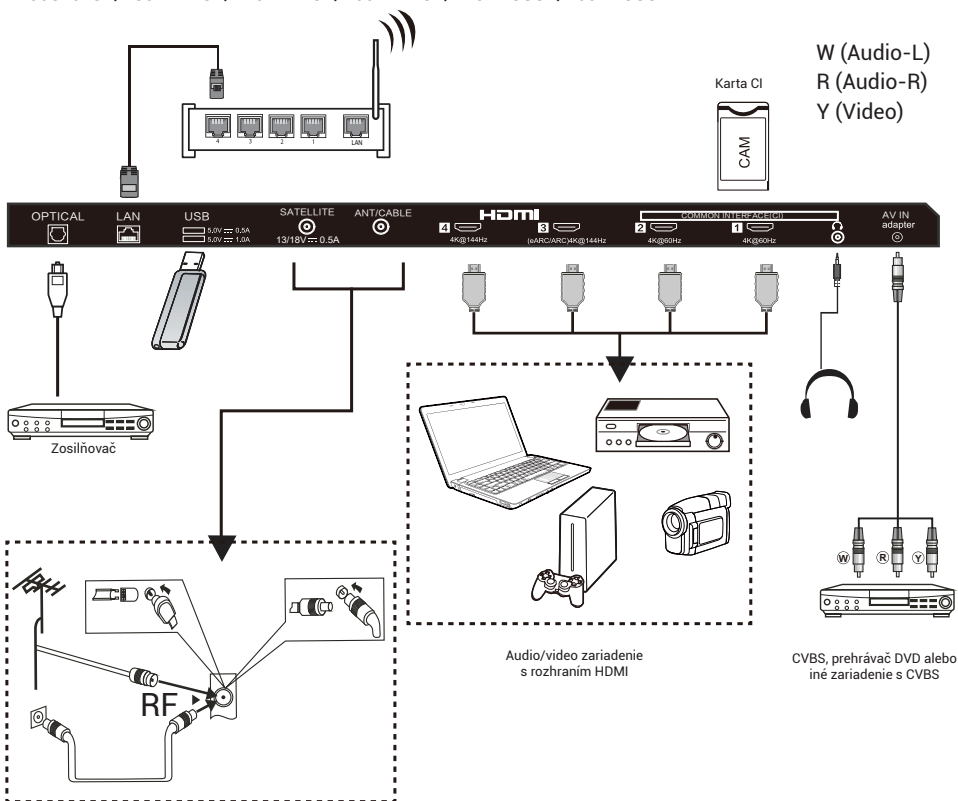 W (Audio-L)
R (Audio-R)
Y (Video)
Karta CI
CAM
4 3 2 1 LAN
OPTICAL
LAN
USB
5.0V ⎓ 0.5A
5.0V ⎓ 1.0A
SATELLITE
13/18V ⎓ 0.5A
ANT/CABLE
HDMI
4
4K@144Hz
3
(eARC/ARC)4K@144Hz
COMMON INTERFACE(CI)
2
4K@60Hz
1
4K@60Hz
AV IN
adapter
Zosilňovač
RF
Audio/video zariadenie
s rozhraním HDMI
W R Y
CVBS, prehrávač DVD alebo
iné zariadenie s CVBS